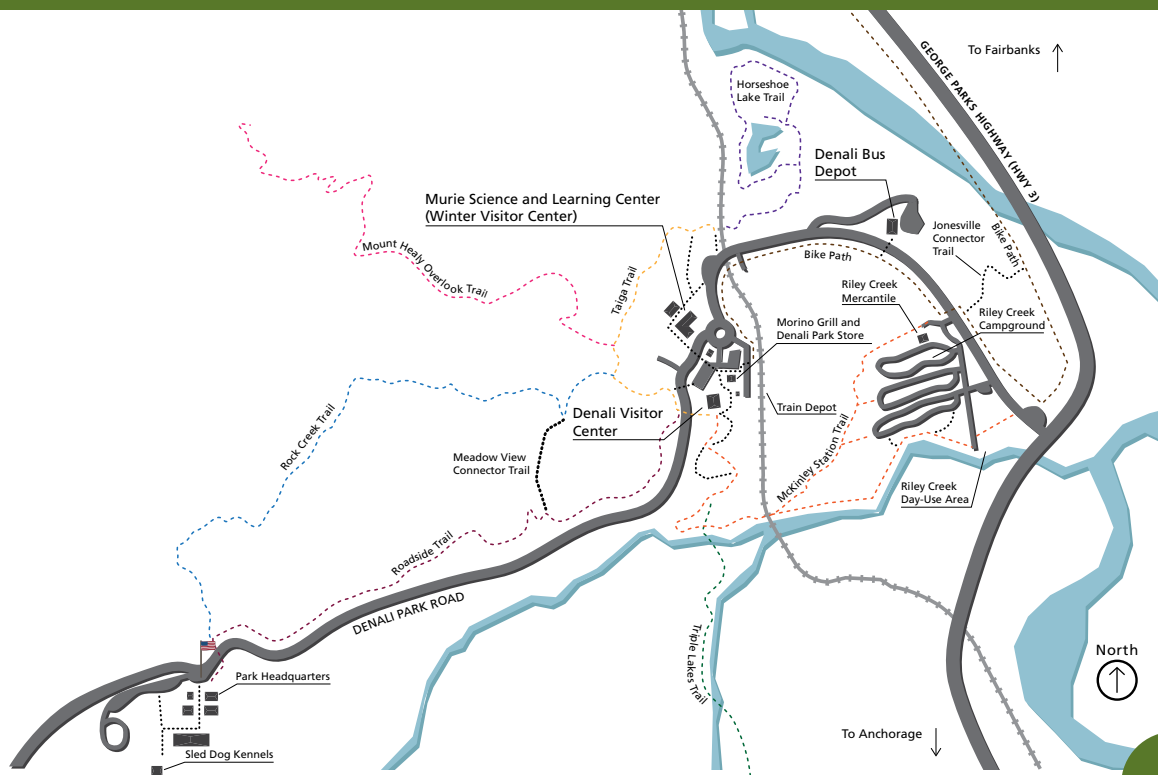 To Fairbanks
GEORGE PARKS HIGHWAY (HWY 3)
Horseshoe
Lake Trail
Denali Bus
Depot
Murie Science and Learning Center
(Winter Visitor Center)
Jonesville
Connector
Trail
Bike Path
Bike Path
Mount Healy Overlook Trail
Taiga Trail
Riley Creek
Mercantile
Riley Creek
Campground
Morino Grill and
Denali Park Store
Train Depot
Denali Visitor
Center
Rock Creek Trail
Meadow View
Connector Trail
McKinley Station Trail
Riley Creek
Day-Use Area
Roadside Trail
DENALI PARK ROAD
Triple Lakes Trail
North
Park Headquarters
To Anchorage
Sled Dog Kennels